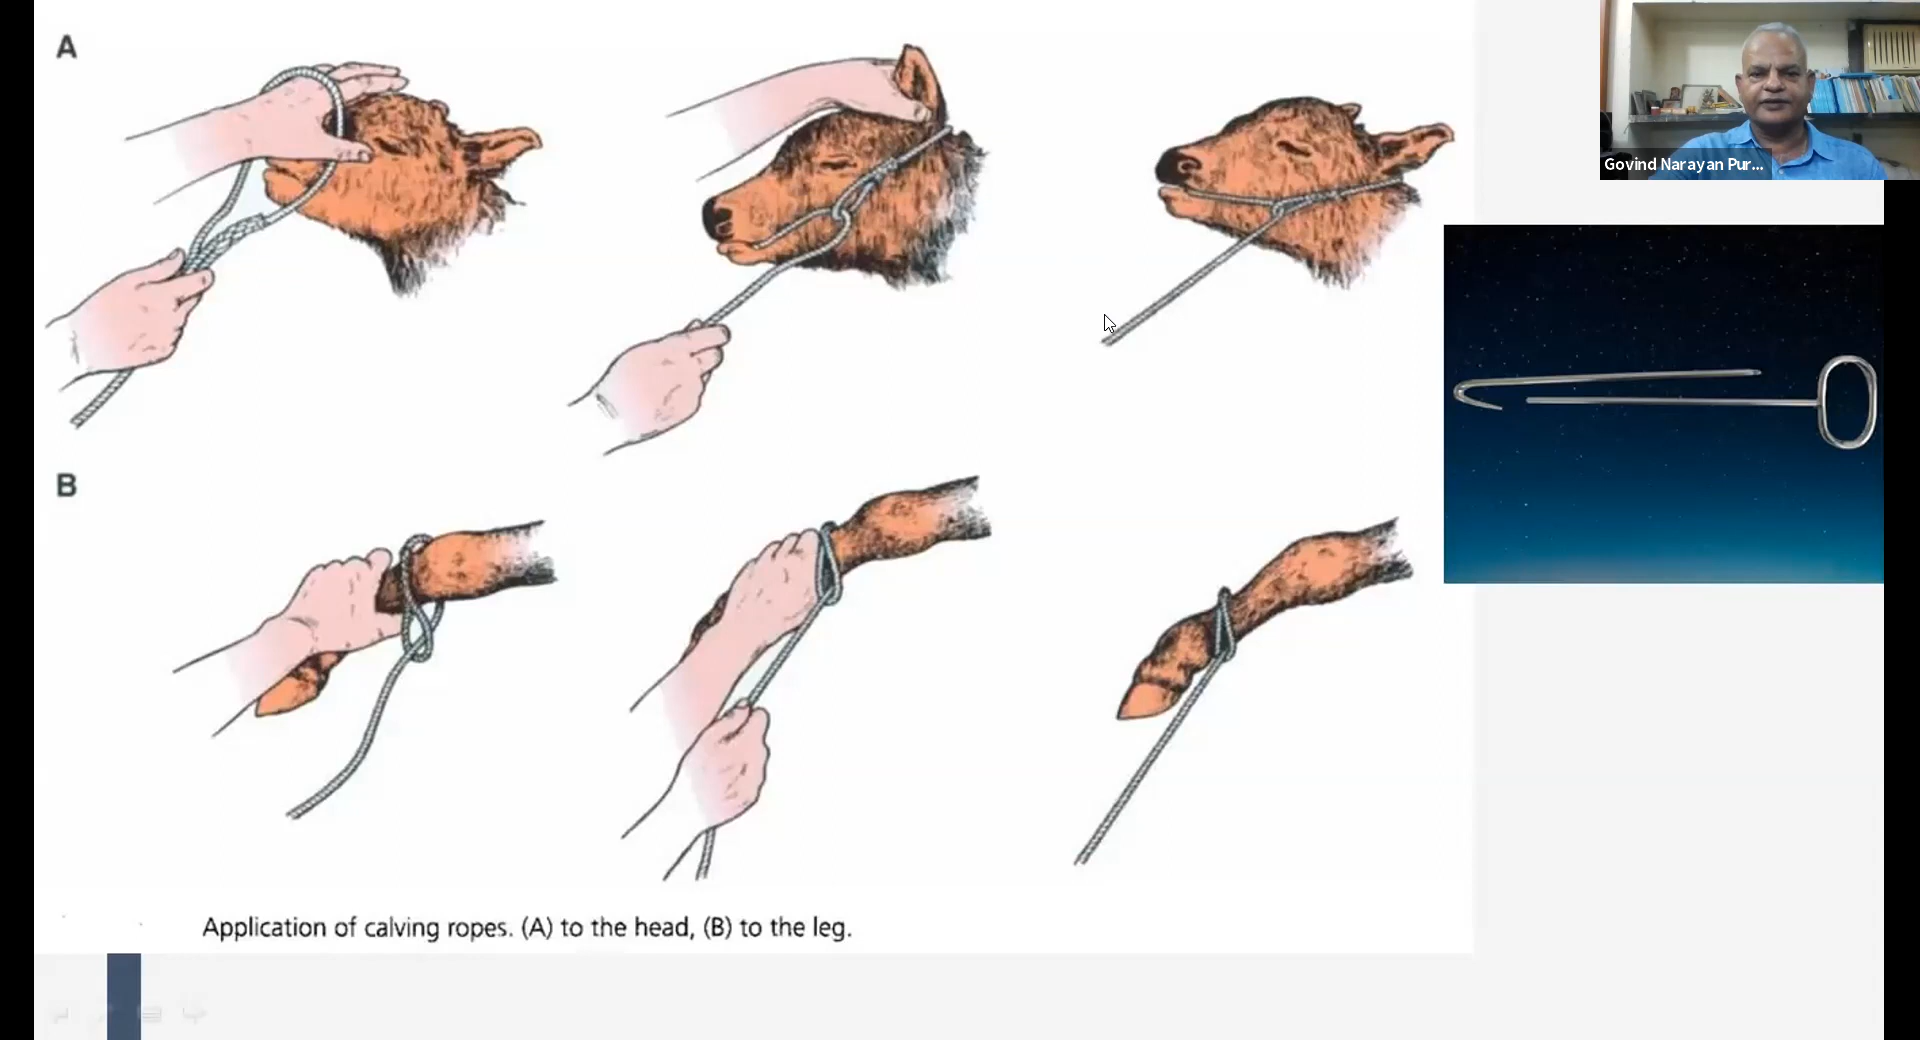 A
Govind Narayan Pur...
B
Application of calving ropes. (A) to the head, (B) to the leg.